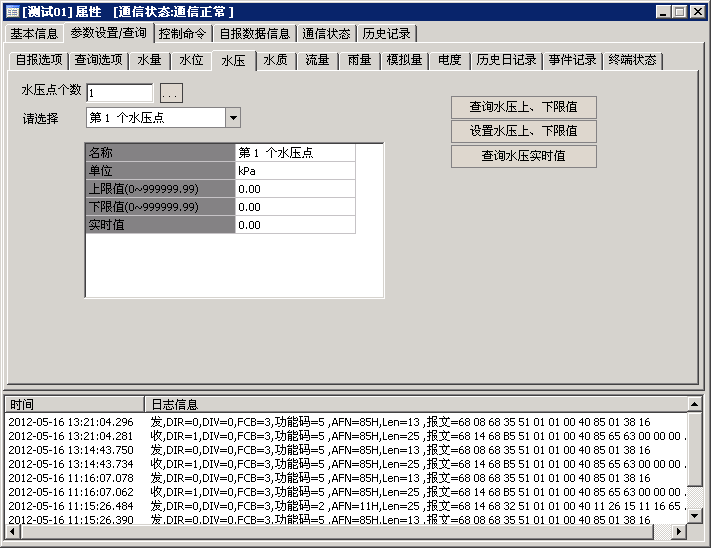 [测试01] 属性 [通信状态:通信正常 ]
基本信息 参数设置/查询 控制命令 自报数据信息 通信状态 历史记录
自报选项 查询选项 水量 水位 水压 水质 流量 雨量 模拟量 电度 历史日记录 事件记录 终端状态
水压点个数 1 ...
请选择 第 1 个水压点
查询水压上、下限值
设置水压上、下限值
查询水压实时值
名称 第 1 个水压点
单位 kPa
上限值(0~999999.99) 0.00
下限值(0~999999.99) 0.00
实时值 0.00
时间 日志信息
2012-05-16 13:21:04.296 发,DIR=0,DIV=0,FCB=3,功能码=5 ,AFN=85H,Len=13 ,报文=68 08 68 35 51 01 01 00 40 85 01 38 16
2012-05-16 13:21:04.281 收,DIR=1,DIV=0,FCB=3,功能码=5 ,AFN=85H,Len=25 ,报文=68 14 68 B5 51 01 01 00 40 85 65 63 00 00 00 .
2012-05-16 13:14:43.750 发,DIR=0,DIV=0,FCB=3,功能码=5 ,AFN=85H,Len=13 ,报文=68 08 68 35 51 01 01 00 40 85 01 38 16
2012-05-16 13:14:43.734 收,DIR=1,DIV=0,FCB=3,功能码=5 ,AFN=85H,Len=25 ,报文=68 14 68 B5 51 01 01 00 40 85 65 63 00 00 00 .
2012-05-16 11:16:07.078 发,DIR=0,DIV=0,FCB=3,功能码=5 ,AFN=85H,Len=13 ,报文=68 08 68 35 51 01 01 00 40 85 01 38 16
2012-05-16 11:16:07.062 收,DIR=1,DIV=0,FCB=3,功能码=5 ,AFN=85H,Len=25 ,报文=68 14 68 B5 51 01 01 00 40 85 65 63 00 00 00 .
2012-05-16 11:15:26.484 发,DIR=0,DIV=0,FCB=3,功能码=2 ,AFN=11H,Len=25 ,报文=68 14 68 32 51 01 01 00 40 11 26 15 11 16 65 .
2012-05-16 11:15:26.390 发,DIR=0,DIV=0,FCB=3,功能码=5 ,AFN=85H,Len=13 ,报文=68 08 68 35 51 01 01 00 40 85 01 38 16